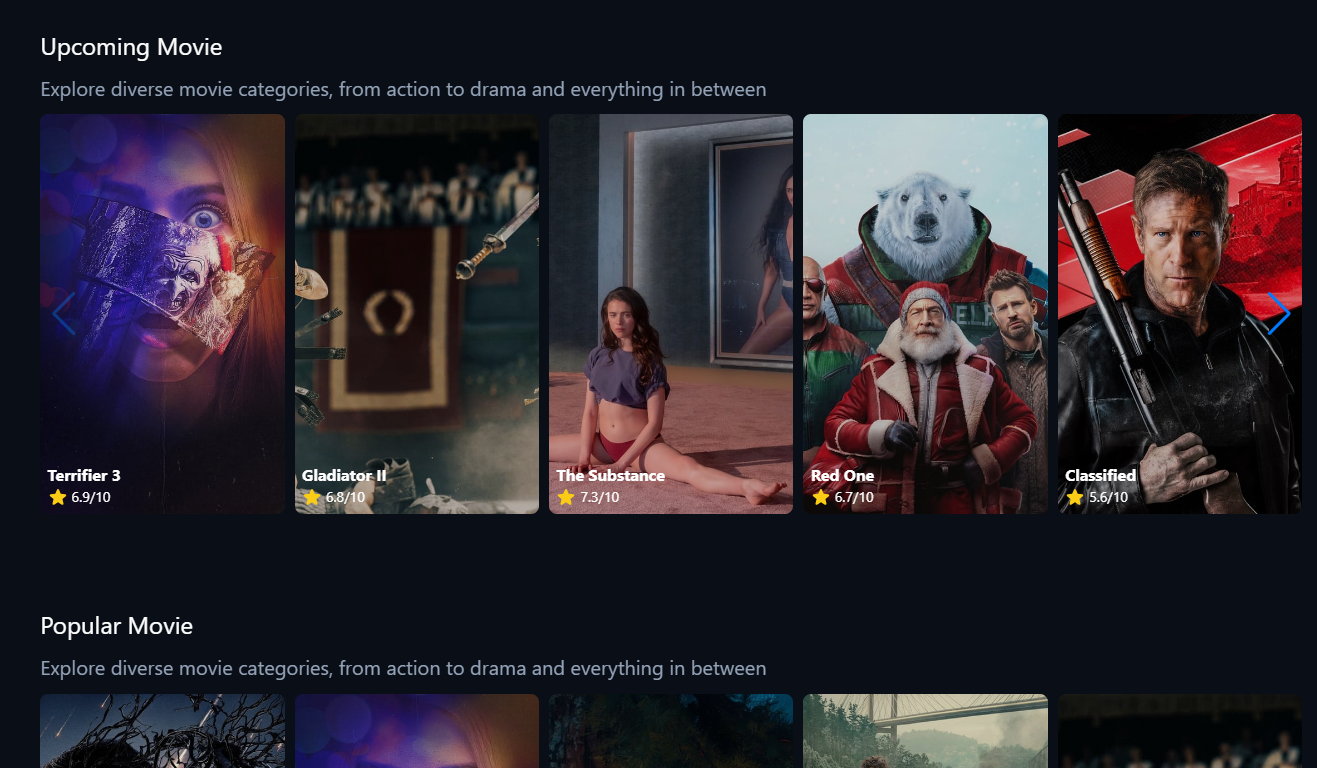 Upcoming Movie
Explore diverse movie categories, from action to drama and everything in between
Terrifier 3
6.9/10
Gladiator II
6.8/10
The Substance
7.3/10
ELF
Red One
6.7/10
Classified
5.6/10
Popular Movie
Explore diverse movie categories, from action to drama and everything in between